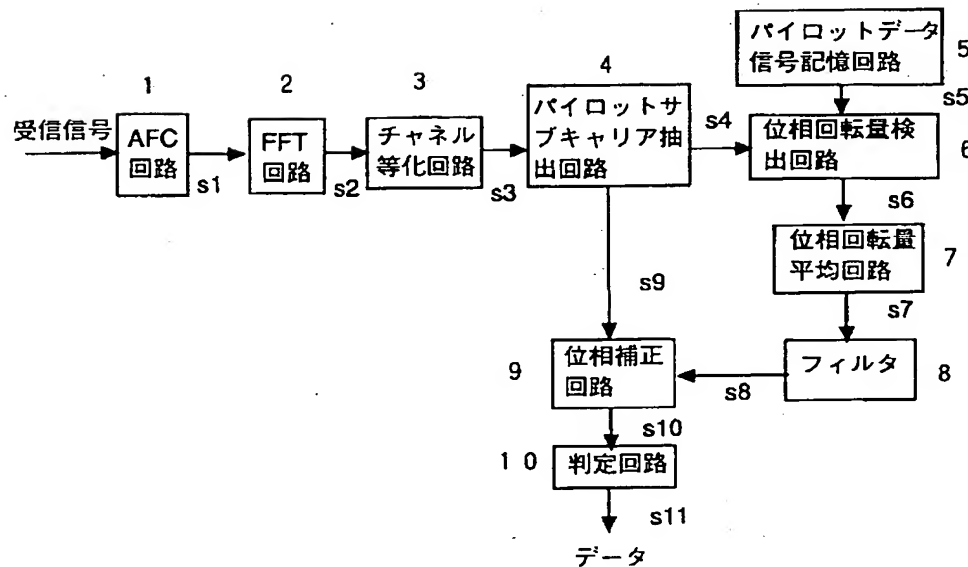 受信信号
1
AFC
回路
s1
2
FFT
回路
s2
3
チャネル
等化回路
s3
4
パイロットサ
ブキャリア抽
出回路
s4
パイロットデータ
信号記憶回路
5
s5
位相回転量検
出回路
6
s6
位相回転量
平均回路
7
s7
フィルタ
8
s8
s9
位相補正
回路
9
s10
判定回路
10
s11
データ